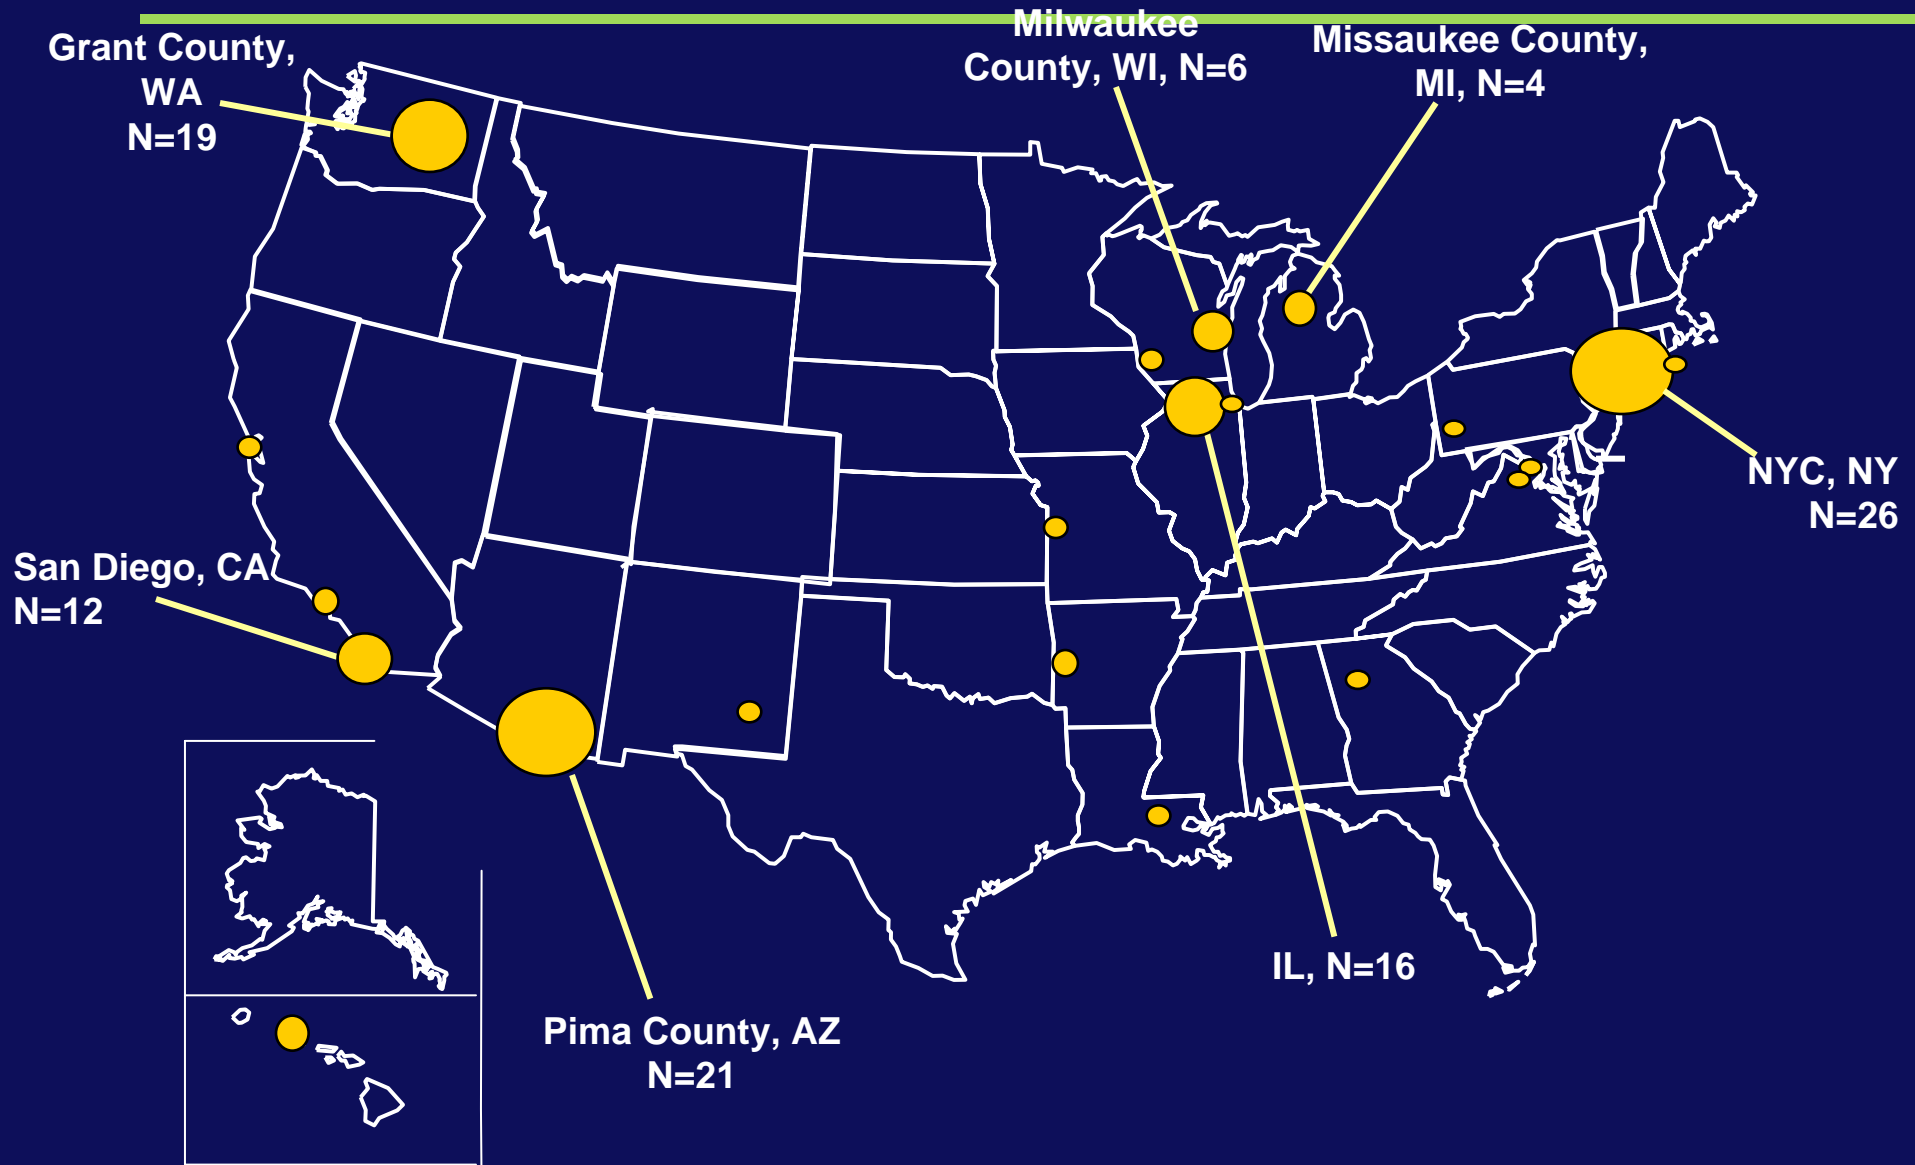 Grant County,
WA
N=19
Milwaukee
County, WI, N=6
Missaukee County,
MI, N=4
NYC, NY
N=26
San Diego, CA
N=12
IL, N=16
Pima County, AZ
N=21